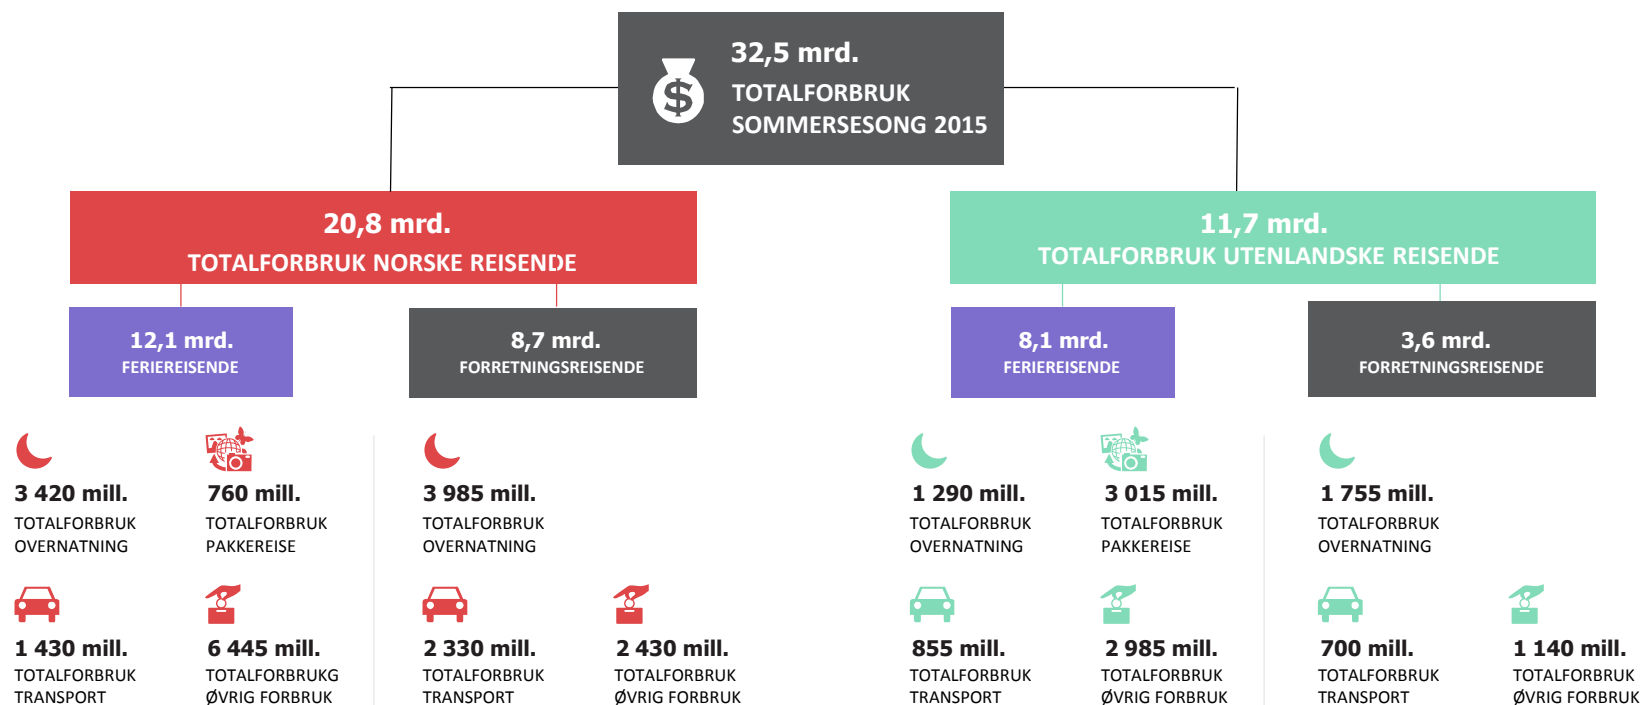 32,5 mrd.
TOTALFORBRUK
SOMMERSESONG 2015
20,8 mrd.
TOTALFORBRUK NORSKE REISENDE
11,7 mrd.
TOTALFORBRUK UTENLANDSKE REISENDE
12,1 mrd.
FERIEREISENDE
8,7 mrd.
FORRETNINGSREISENDE
8,1 mrd.
FERIEREISENDE
3,6 mrd.
FORRETNINGSREISENDE
3 420 mill.
TOTALFORBRUK
OVERNATNING
760 mill.
TOTALFORBRUK
PAKKEREISE
3 985 mill.
TOTALFORBRUK
OVERNATNING
1 290 mill.
TOTALFORBRUK
OVERNATNING
3 015 mill.
TOTALFORBRUK
PAKKEREISE
1 755 mill.
TOTALFORBRUK
OVERNATNING
1 430 mill.
TOTALFORBRUK
TRANSPORT
6 445 mill.
TOTALFORBRUKG
ØVRIG FORBRUK
2 330 mill.
TOTALFORBRUK
TRANSPORT
2 430 mill.
TOTALFORBRUK
ØVRIG FORBRUK
855 mill.
TOTALFORBRUK
TRANSPORT
2 985 mill.
TOTALFORBRUK
ØVRIG FORBRUK
700 mill.
TOTALFORBRUK
TRANSPORT
1 140 mill.
TOTALFORBRUK
ØVRIG FORBRUK